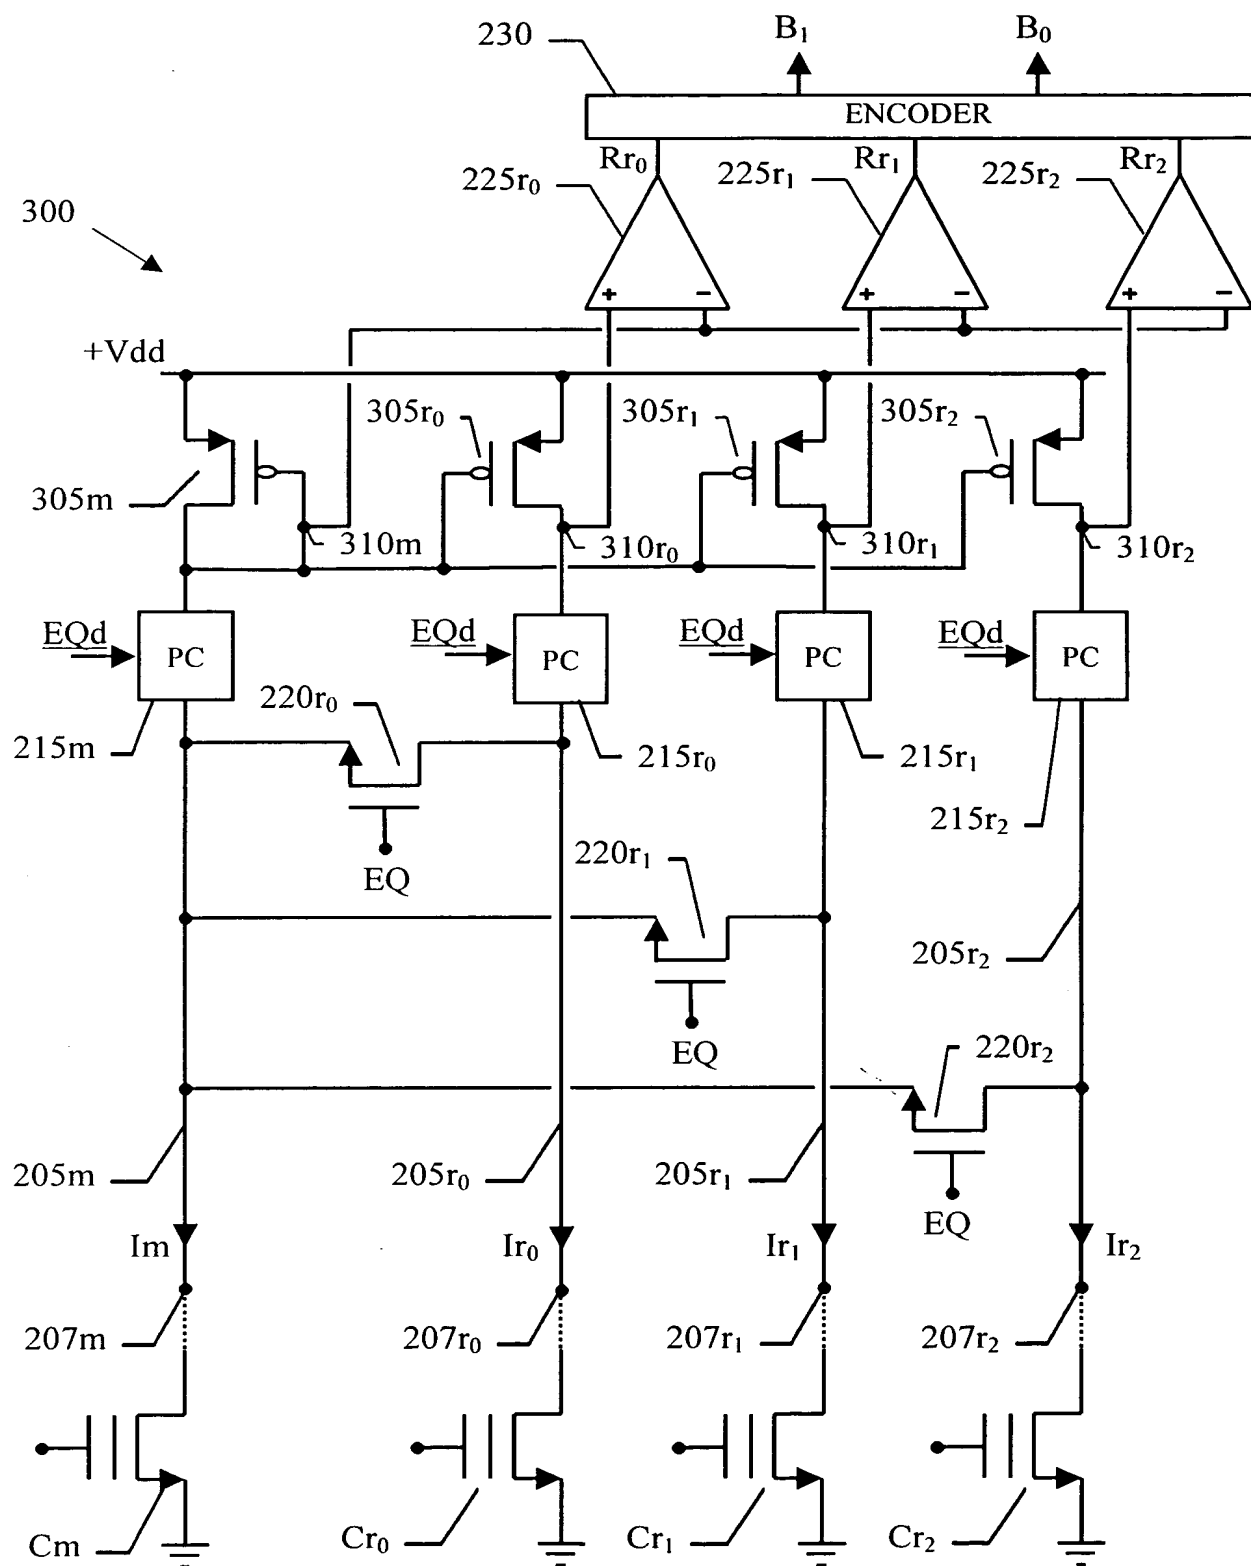 230 B₁ B₀
ENCODER
Rr₀ Rr₁ Rr₂
225r₀ 225r₁ 225r₂
300
+ − + − + −
+Vdd
305r₀ 305r₁ 305r₂
305m
310m 310r₀ 310r₁ 310r₂
EQd PC EQd PC EQd PC EQd PC
220r₀
215m 215r₀ 215r₁
215r₂
EQ 220r₁
205r₂
EQ 220r₂
205m 205r₀ 205r₁
EQ
Im Ir₀ Ir₁ Ir₂
207m 207r₀ 207r₁ 207r₂
Cm Cr₀ Cr₁ Cr₂